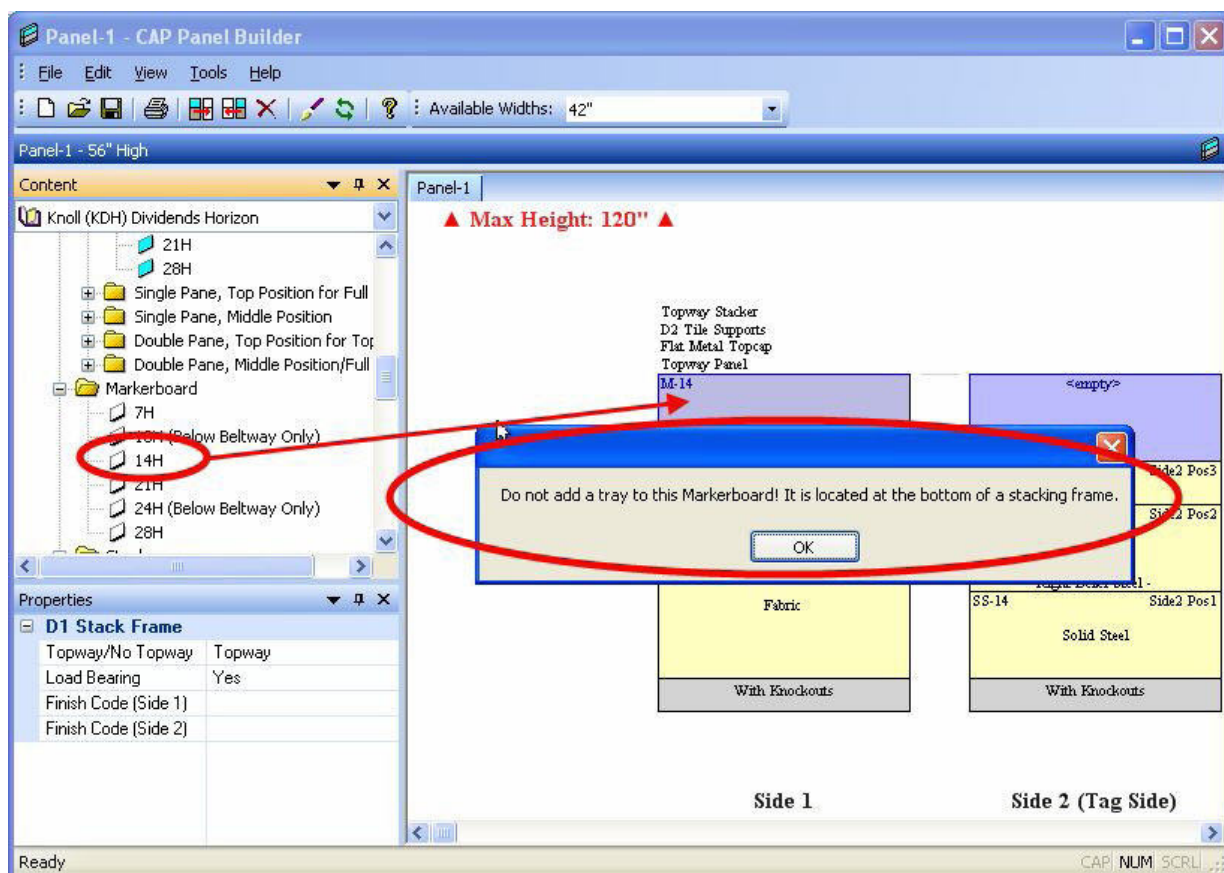 Panel-1 - CAP Panel Builder
File Edit View Tools Help
Available Widths: 42"
Panel-1 - 56" High
Content
Knoll (KDH) Dividends Horizon
21H
28H
Single Pane, Top Position for Full
Single Pane, Middle Position
Double Pane, Top Position for Top
Double Pane, Middle Position/Full
Markerboard
7H
(Below Beltway Only)
14H
21H
24H (Below Beltway Only)
28H
Properties
D1 Stack Frame
Topway/No Topway Topway
Load Bearing Yes
Finish Code (Side 1)
Finish Code (Side 2)
Panel-1
▲ Max Height: 120" ▲
Topway Stacker
D2 Tile Supports
Flat Metal Topcap
Topway Panel
M-14
<empty>
Side2 Pos3
Side2 Pos2
Do not add a tray to this Markerboard! It is located at the bottom of a stacking frame.
OK
Fabric
SS-14 Side2 Pos1
Solid Steel
With Knockouts
With Knockouts
Side 1
Side 2 (Tag Side)
Ready
CAP NUM SCRL